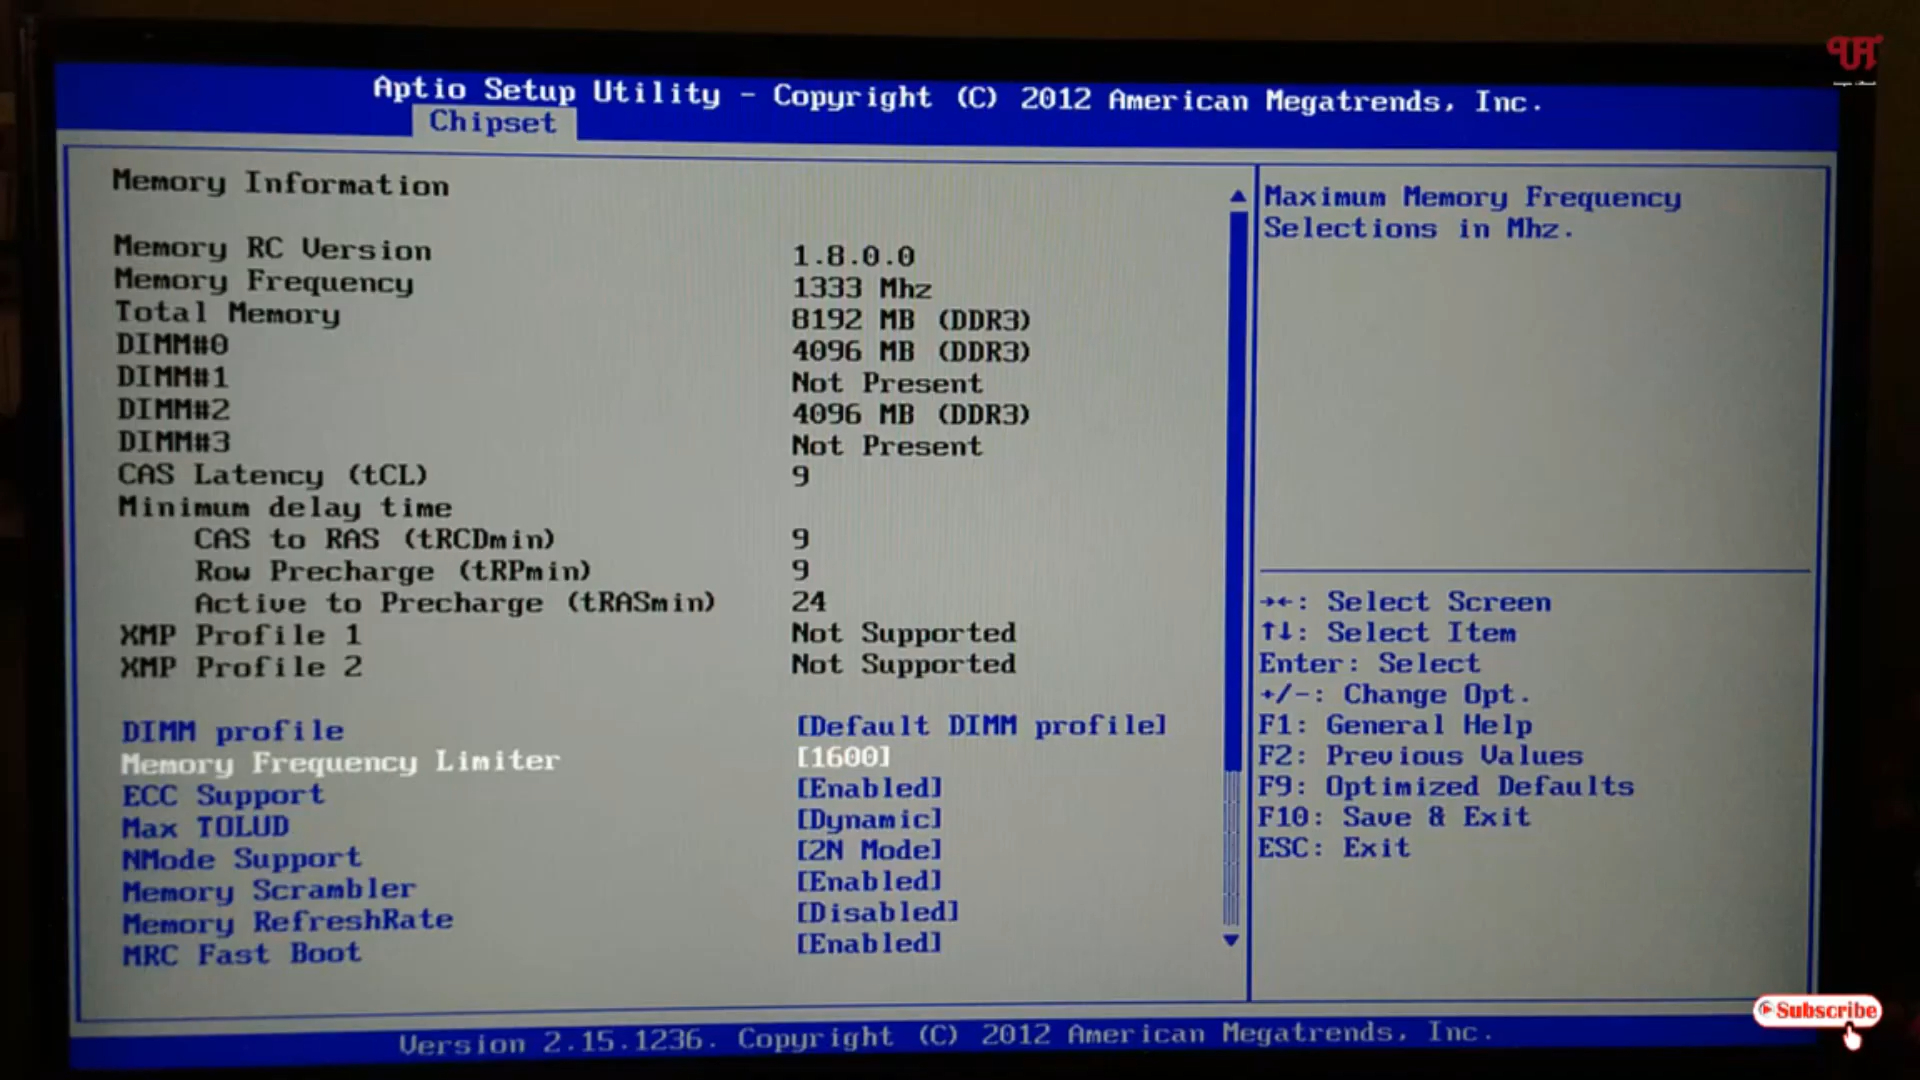 Aptio Setup Utility - Copyright (C) 2012 American Megatrends, Inc.
Chipset
Memory Information
Memory RC Version 1.8.0.0
Memory Frequency 1333 Mhz
Total Memory 8192 MB (DDR3)
DIMM#0 4096 MB (DDR3)
DIMM#1 Not Present
DIMM#2 4096 MB (DDR3)
DIMM#3 Not Present
CAS Latency (tCL) 9
Minimum delay time
CAS to RAS (tRCDmin) 9
Row Precharge (tRPmin) 9
Active to Precharge (tRASmin) 24
XMP Profile 1 Not Supported
XMP Profile 2 Not Supported
DIMM profile [Default DIMM profile]
Memory Frequency Limiter [1600]
ECC Support [Enabled]
Max TOLUD [Dynamic]
NMode Support [2N Mode]
Memory Scrambler [Enabled]
Memory RefreshRate [Disabled]
MRC Fast Boot [Enabled]
Maximum Memory Frequency
Selections in Mhz.
→←: Select Screen
↑↓: Select Item
Enter: Select
+/-: Change Opt.
F1: General Help
F2: Previous Values
F9: Optimized Defaults
F10: Save & Exit
ESC: Exit
Version 2.15.1236. Copyright (C) 2012 American Megatrends, Inc.
Subscribe